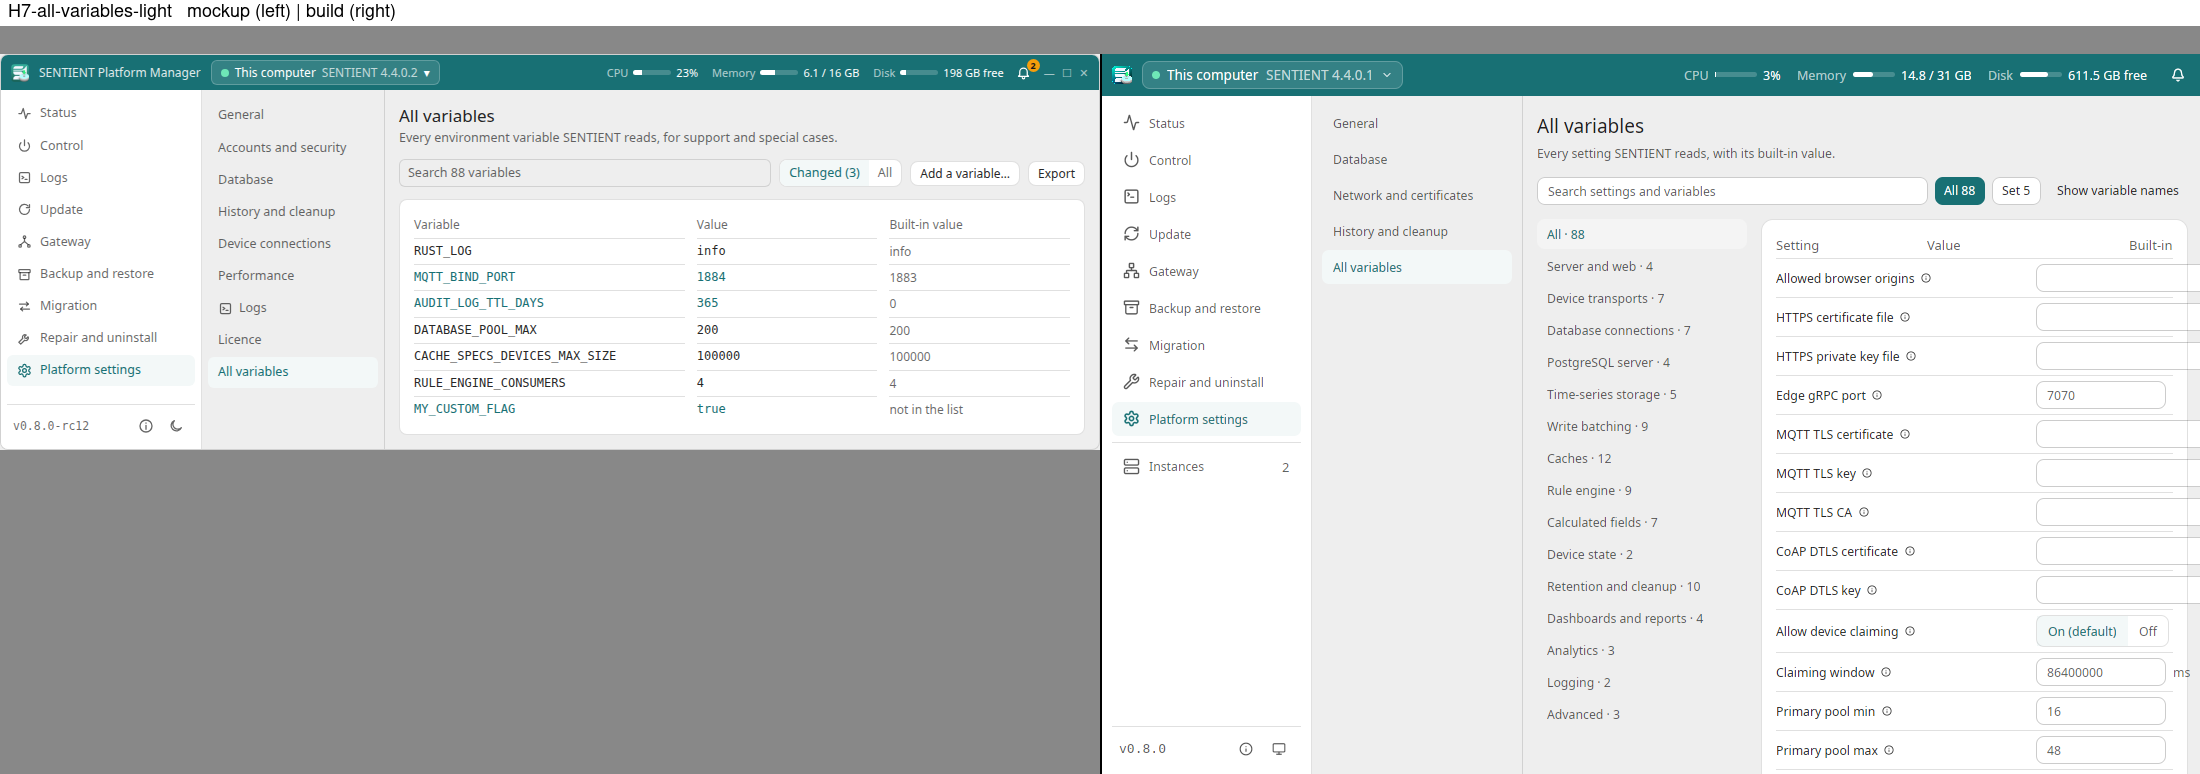 H7-all-variables-light mockup (left) | build (right)
SENTIENT Platform Manager This computer SENTIENT 4.4.0.2 ▾ CPU 23% Memory 6.1 / 16 GB Disk 198 GB free 2
Status
Control
Logs
Update
Gateway
Backup and restore
Migration
Repair and uninstall
Platform settings
v0.8.0-rc12
General
Accounts and security
Database
History and cleanup
Device connections
Performance
Logs
Licence
All variables
All variables
Every environment variable SENTIENT reads, for support and special cases.
Search 88 variables Changed (3) All Add a variable... Export
Variable Value Built-in value
RUST_LOG info info
MQTT_BIND_PORT 1884 1883
AUDIT_LOG_TTL_DAYS 365 0
DATABASE_POOL_MAX 200 200
CACHE_SPECS_DEVICES_MAX_SIZE 100000 100000
RULE_ENGINE_CONSUMERS 4 4
MY_CUSTOM_FLAG true not in the list
This computer SENTIENT 4.4.0.1 CPU 3% Memory 14.8 / 31 GB Disk 611.5 GB free
Status
Control
Logs
Update
Gateway
Backup and restore
Migration
Repair and uninstall
Platform settings
Instances 2
v0.8.0
General
Database
Network and certificates
History and cleanup
All variables
All variables
Every setting SENTIENT reads, with its built-in value.
Search settings and variables All 88 Set 5 Show variable names
All · 88
Server and web · 4
Device transports · 7
Database connections · 7
PostgreSQL server · 4
Time-series storage · 5
Write batching · 9
Caches · 12
Rule engine · 9
Calculated fields · 7
Device state · 2
Retention and cleanup · 10
Dashboards and reports · 4
Analytics · 3
Logging · 2
Advanced · 3
Setting Value Built-in
Allowed browser origins
HTTPS certificate file
HTTPS private key file
Edge gRPC port 7070
MQTT TLS certificate
MQTT TLS key
MQTT TLS CA
CoAP DTLS certificate
CoAP DTLS key
Allow device claiming On (default) Off
Claiming window 86400000 ms
Primary pool min 16
Primary pool max 48